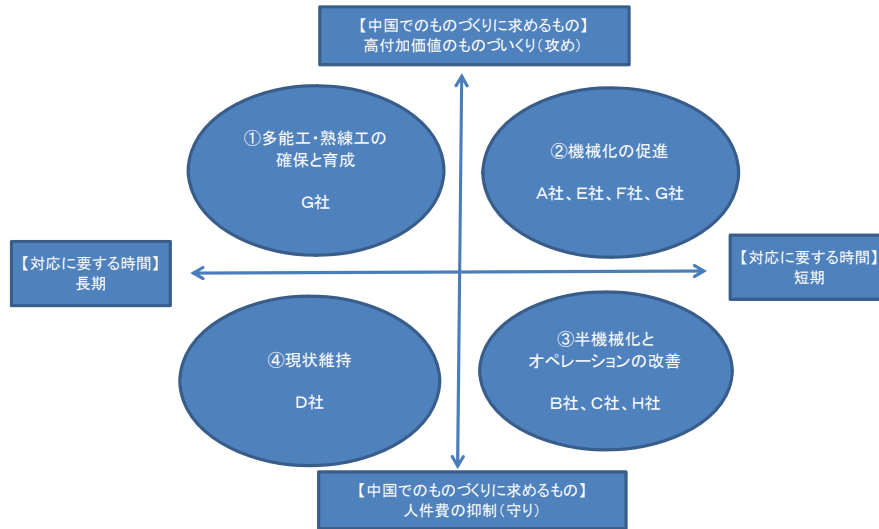 【中国でのものづくりに求めるもの】
高付加価値のものづいくり(攻め)
①多能工・熟練工の
確保と育成
G社
②機械化の促進
A社、E社、F社、G社
【対応に要する時間】
長期
【対応に要する時間】
短期
④現状維持
D社
③半機械化と
オペレーションの改善
B社、C社、H社
【中国でのものづくりに求めるもの】
人件費の抑制(守り)